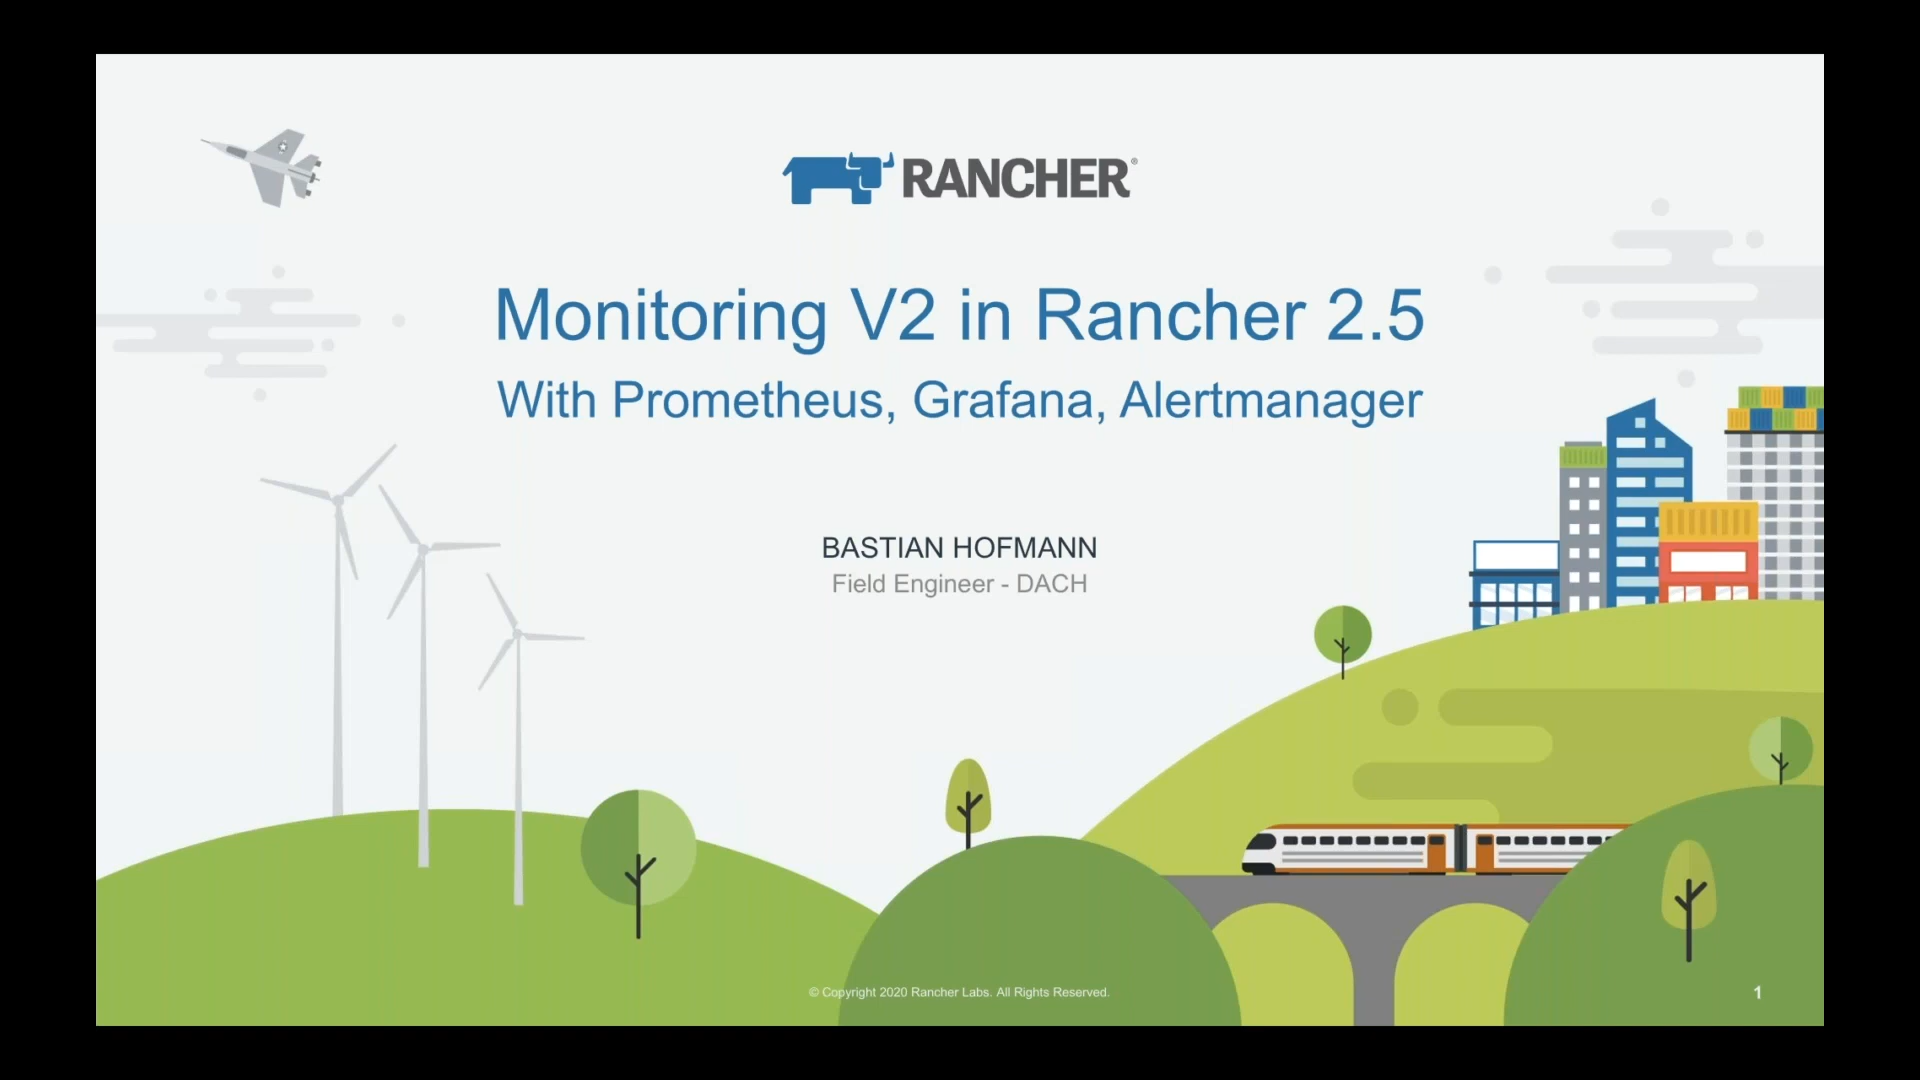 RANCHER®
Monitoring V2 in Rancher 2.5
With Prometheus, Grafana, Alertmanager
BASTIAN HOFMANN
Field Engineer - DACH
© Copyright 2020 Rancher Labs. All Rights Reserved.
1